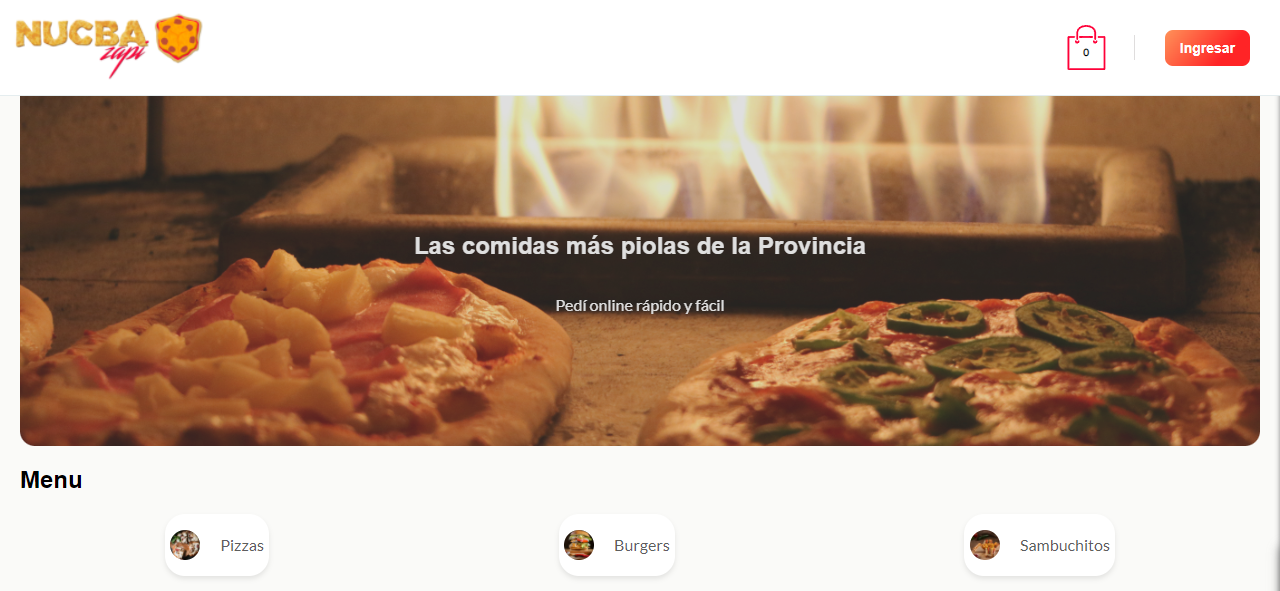 NUCBA
zapi
0
Ingresar
Las comidas más piolas de la Provincia
Pedí online rápido y fácil
Menu
Pizzas
Burgers
Sambuchitos